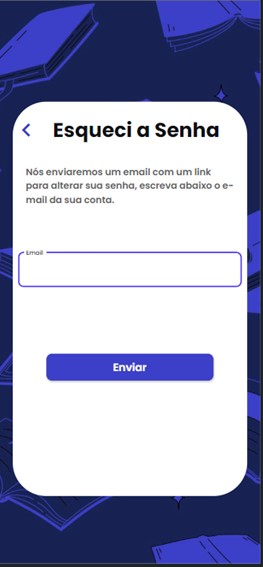 Esqueci a Senha
Nós enviaremos um email com um link
para alterar sua senha, escreva abaixo o e-
mail da sua conta.
Email
Enviar